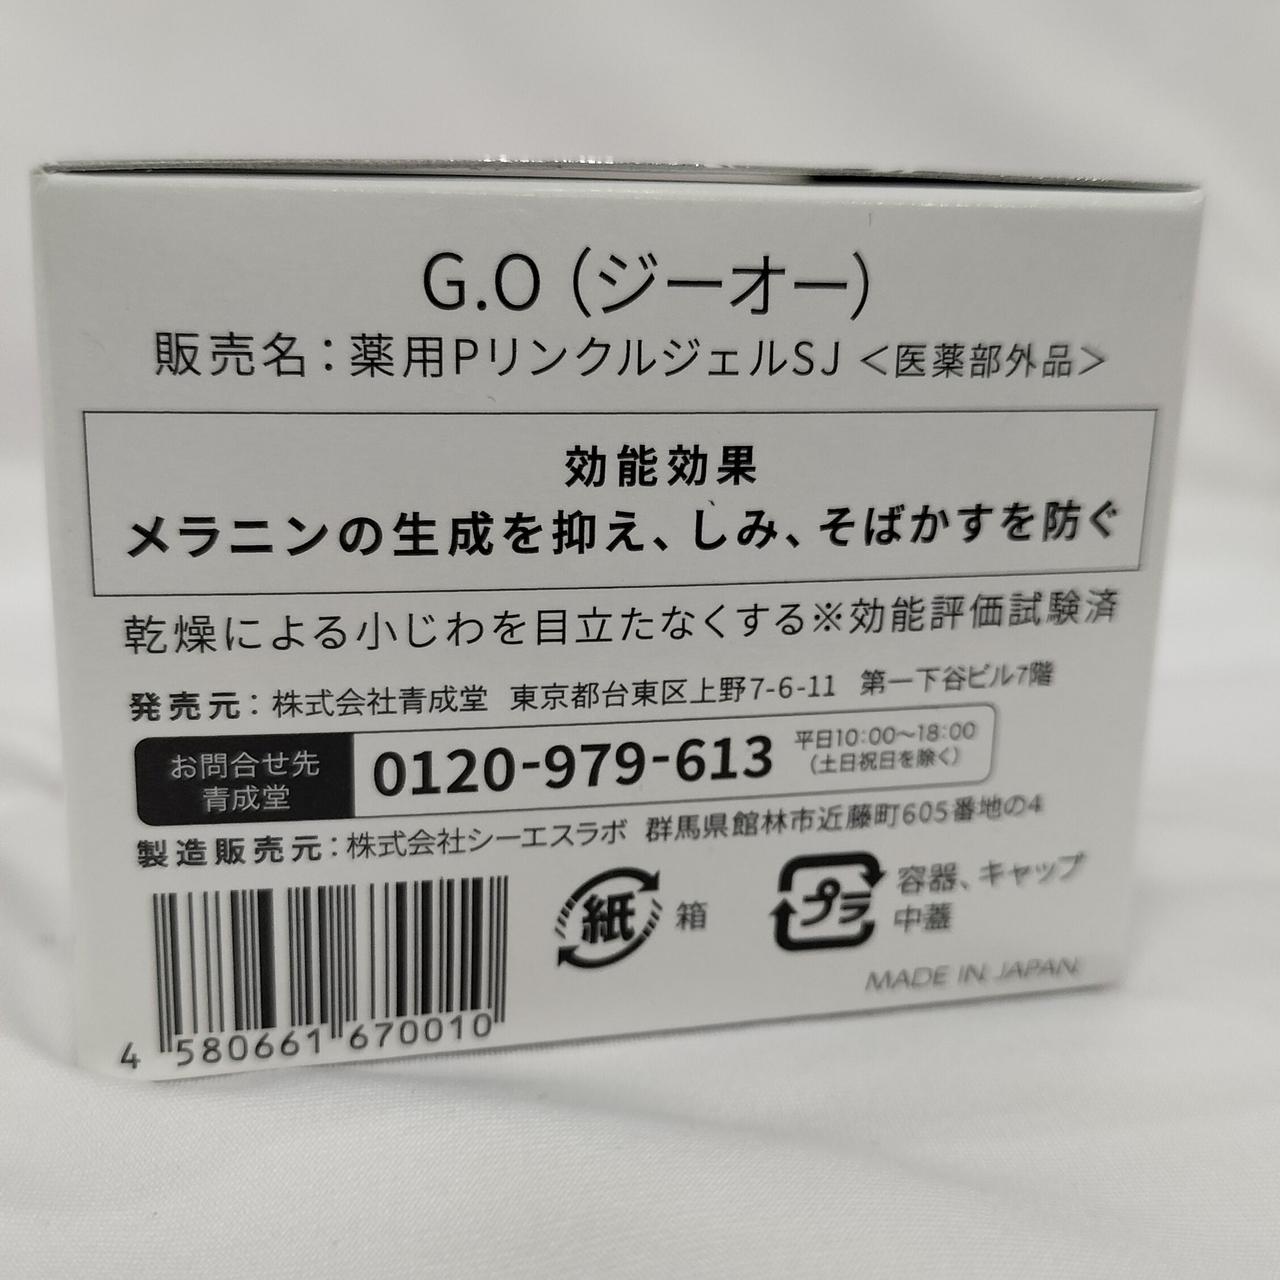 G.O（ジーオー）
販売名：薬用PリンクルジェルSJ＜医薬部外品＞
効能効果
メラニンの生成を抑え、しみ、そばかすを防ぐ
乾燥による小じわを目立たなくする※効能評価試験済
発売元：株式会社青成堂 東京都台東区上野7-6-11 第一下谷ビル7階
お問合せ先
青成堂
0120-979-613
平日10:00〜18:00
（土日祝日を除く）
製造販売元：株式会社シーエスラボ 群馬県館林市近藤町605番地の4
紙 箱
プラ 容器、キャップ
中蓋
MADE IN JAPAN
4 580661 670010